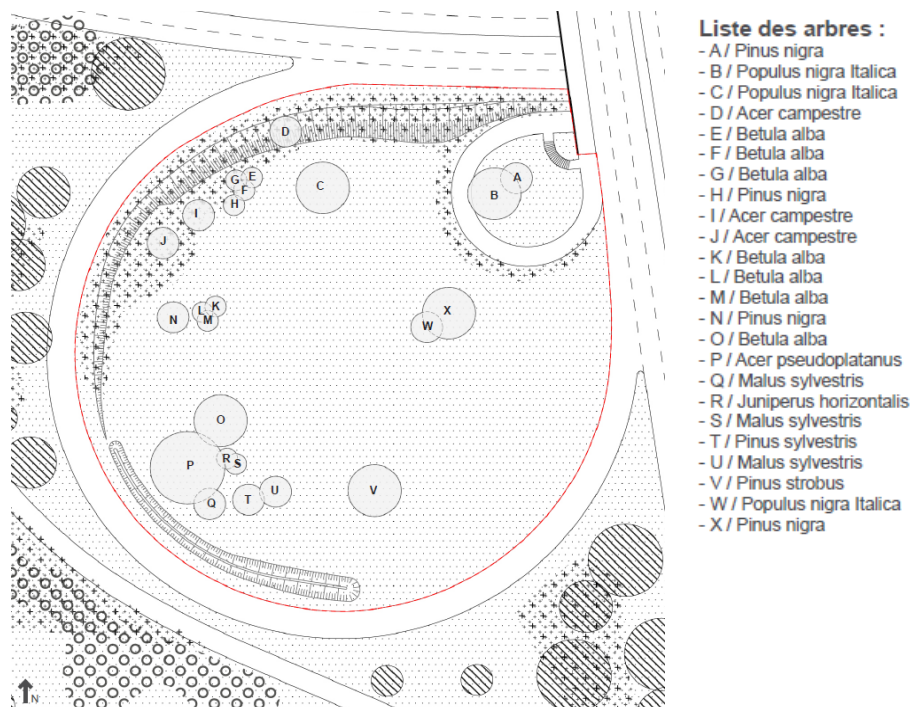 Liste des arbres :
- A / Pinus nigra
- B / Populus nigra Italica
- C / Populus nigra Italica
- D / Acer campestre
- E / Betula alba
- F / Betula alba
- G / Betula alba
- H / Pinus nigra
- I / Acer campestre
- J / Acer campestre
- K / Betula alba
- L / Betula alba
- M / Betula alba
- N / Pinus nigra
- O / Betula alba
- P / Acer pseudoplatanus
- Q / Malus sylvestris
- R / Juniperus horizontalis
- S / Malus sylvestris
- T / Pinus sylvestris
- U / Malus sylvestris
- V / Pinus strobus
- W / Populus nigra Italica
- X / Pinus nigra
D
G
E
F
H
C
A
B
I
J
N
L
K
M
X
W
O
P
R
S
Q
T
U
V
N